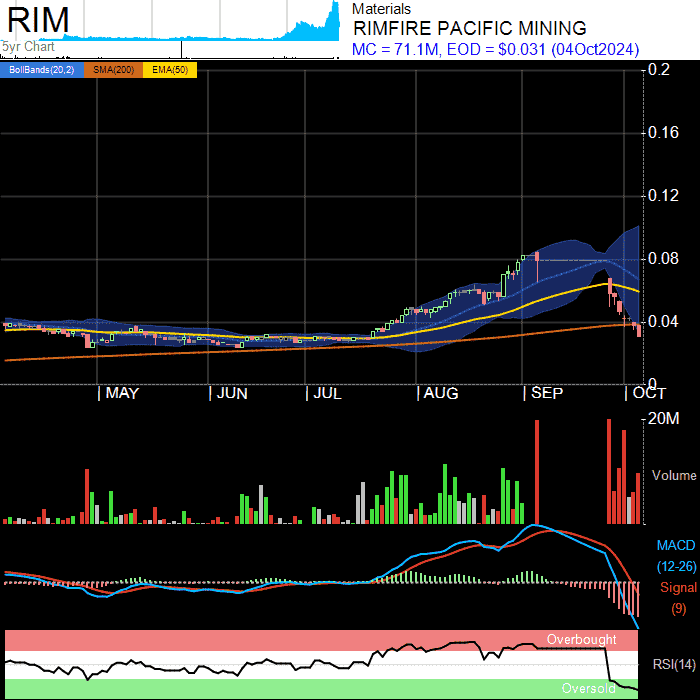 RIM
5yr Chart
Materials
RIMFIRE PACIFIC MINING
MC = 71.1M, EOD = $0.031 (04Oct2024)
BollBands(20,2) SMA(200) EMA(50)
0.2
0.16
0.12
0.08
0.04
0
MAY JUN JUL AUG SEP OCT
20M
Volume
MACD
(12-26)
Signal
(9)
Overbought
RSI(14)
Oversold